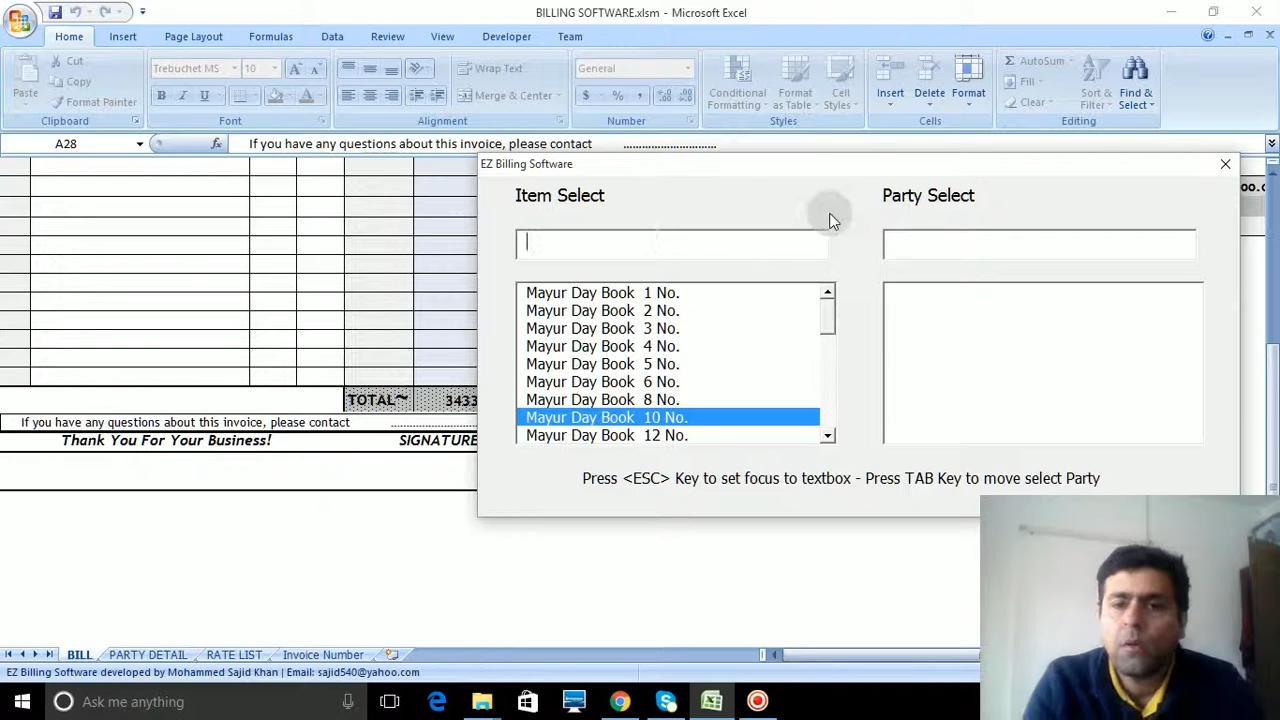 BILLING SOFTWARE.xlsm - Microsoft Excel
Home Insert Page Layout Formulas Data Review View Developer Team
Paste
Cut
Copy
Format Painter
Clipboard
Trebuchet MS 10
B I U
Font
Wrap Text
Merge & Center
Alignment
General
$ % ,
Number
Conditional Formatting
Format as Table
Cell Styles
Styles
Insert Delete Format
Cells
Σ AutoSum
Fill
Clear
Sort & Filter
Find & Select
Editing
A28 fx If you have any questions about this invoice, please contact ................................
EZ Billing Software
Item Select
Party Select
Mayur Day Book 1 No.
Mayur Day Book 2 No.
Mayur Day Book 3 No.
Mayur Day Book 4 No.
Mayur Day Book 5 No.
Mayur Day Book 6 No.
Mayur Day Book 8 No.
Mayur Day Book 10 No.
Mayur Day Book 12 No.
Press <ESC> Key to set focus to textbox - Press TAB Key to move select Party
TOTAL~ 3433
If you have any questions about this invoice, please contact
Thank You For Your Business! SIGNATURE
BILL PARTY DETAIL RATE LIST Invoice Number
EZ Billing Software developed by Mohammed Sajid Khan | Email: sajid540@yahoo.com
Ask me anything